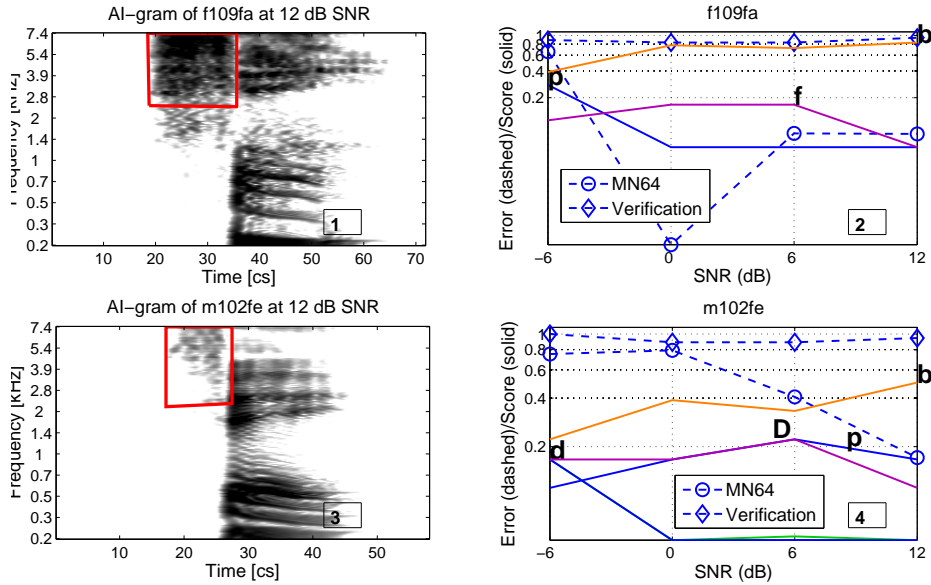 AI−gram of f109fa at 12 dB SNR
7.4
5.4
3.9
2.8
2
1.4
1
0.7
0.5
0.3
0.2
Frequency [KHz]
10 20 30 40 50 60 70
Time [cs]
1
f109fa
1
0.8
0.6
0.4
0.2
Error (dashed)/Score (solid)
b
p
f
MN64
Verification
2
−6 0 6 12
SNR (dB)
AI−gram of m102fe at 12 dB SNR
7.4
5.4
3.9
2.8
2
1.4
1
0.7
0.5
0.3
0.2
Frequency [KHz]
10 20 30 40 50
Time [cs]
3
m102fe
1
0.8
0.6
0.4
0.2
Error (dashed)/Score (solid)
b
d
D
p
MN64
Verification
4
−6 0 6 12
SNR (dB)